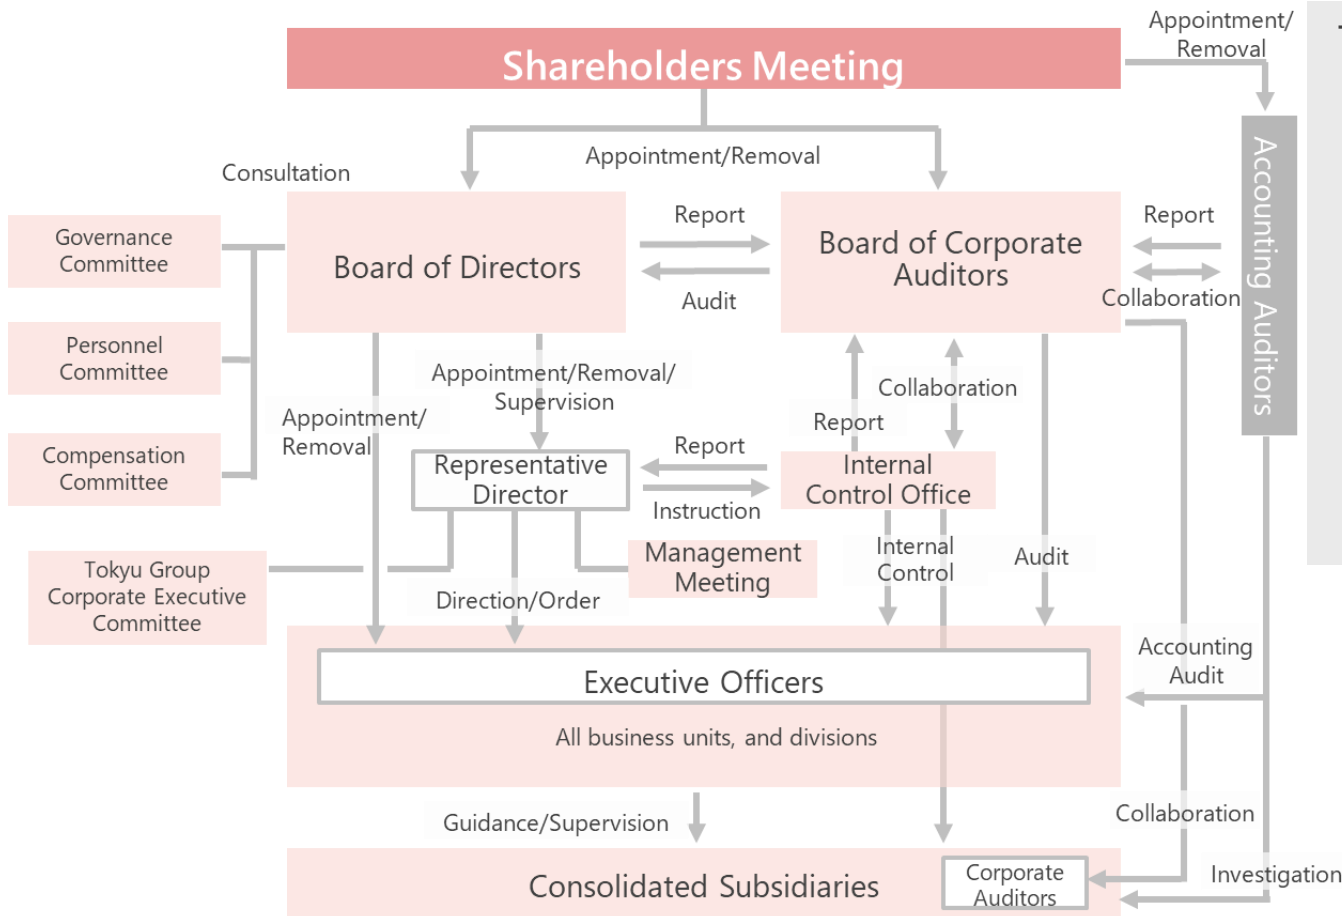 Appointment/
Removal
Shareholders Meeting
Appointment/Removal
Consultation
Accounting Auditors
Governance
Committee
Board of Directors
Report
Audit
Board of Corporate
Auditors
Report
Collaboration
Personnel
Committee
Appointment/Removal/
Supervision
Collaboration
Appointment/
Removal
Report
Compensation
Committee
Representative
Director
Report
Instruction
Internal
Control Office
Management
Meeting
Internal
Control
Audit
Tokyu Group
Corporate Executive
Committee
Direction/Order
Executive Officers
Accounting
Audit
All business units, and divisions
Guidance/Supervision
Collaboration
Consolidated Subsidiaries
Corporate
Auditors
Investigation